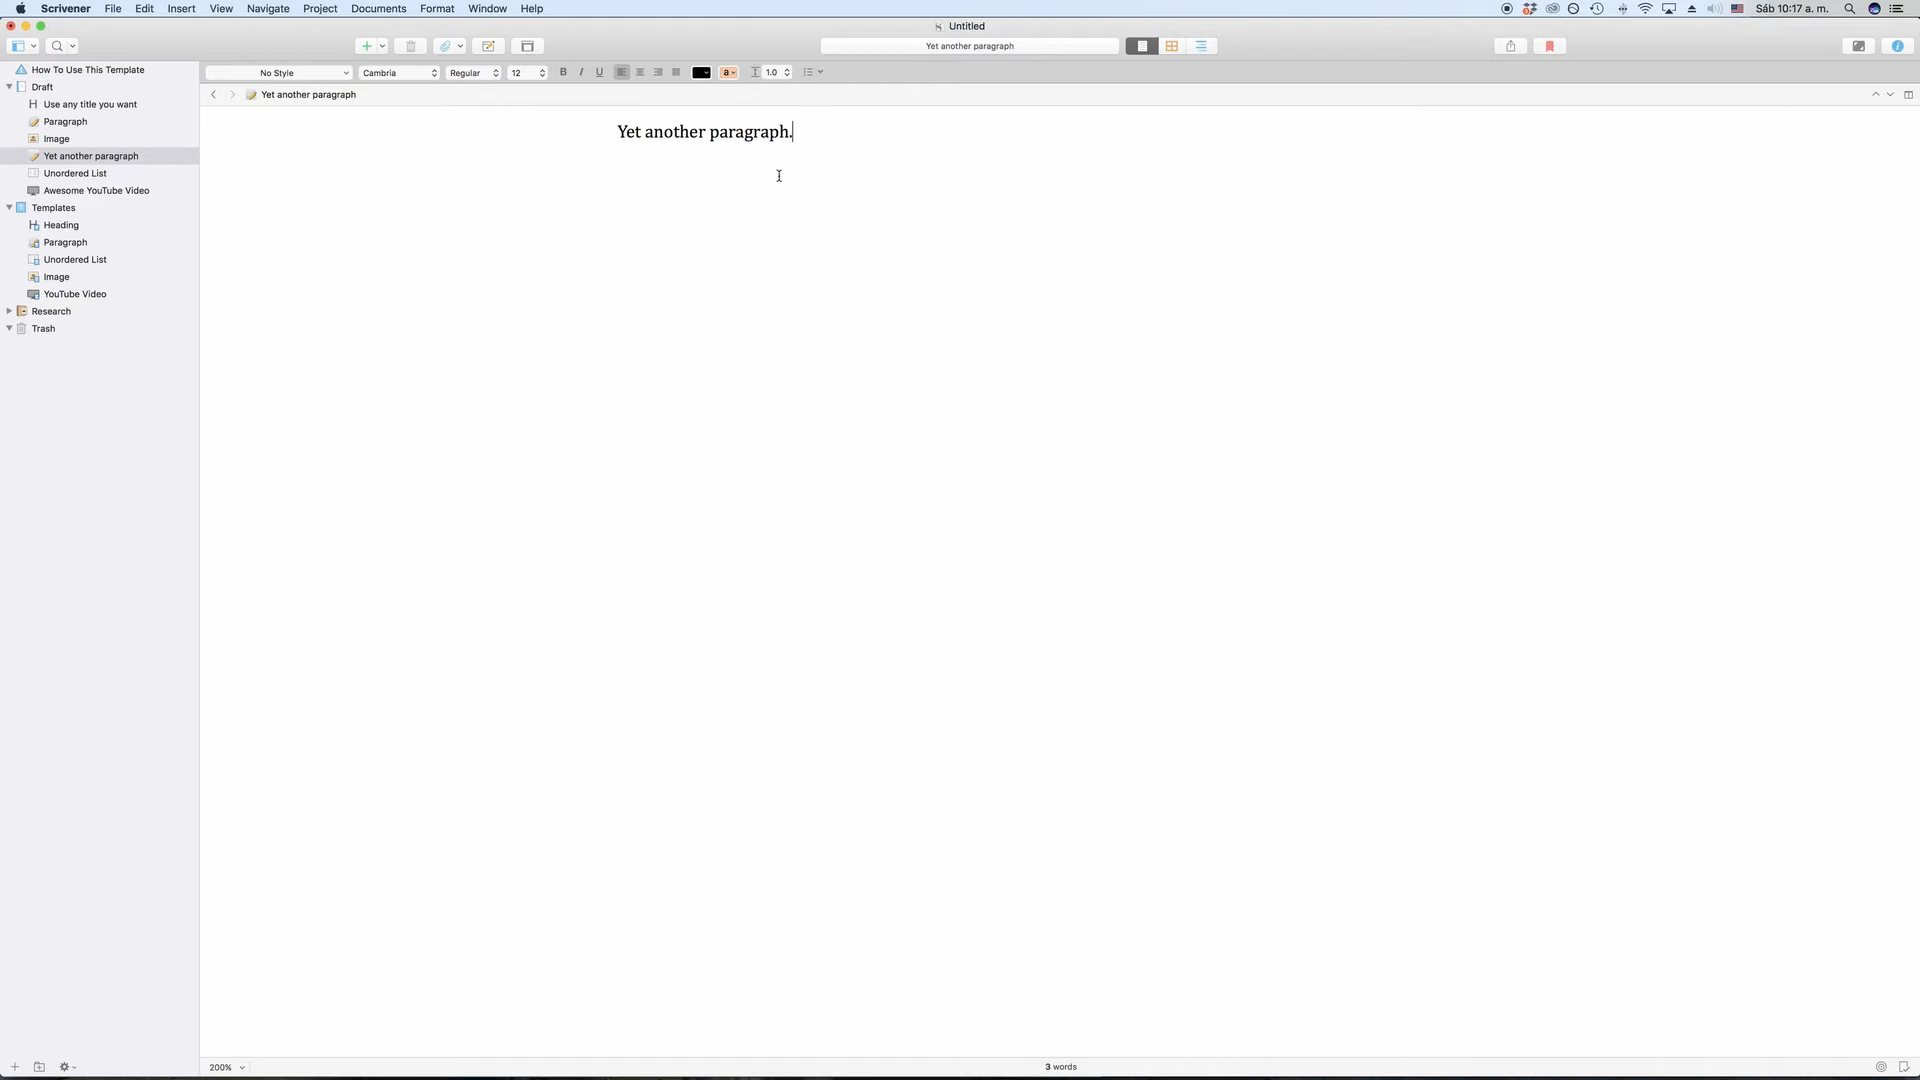 Scrivener File Edit Insert View Navigate Project Documents Format Window Help Sáb 10:17 a. m.
Untitled
Yet another paragraph
How To Use This Template
No Style Cambria Regular 12 B I U a 1.0
Draft
Yet another paragraph
Use any title you want
Paragraph
Image
Yet another paragraph
Unordered List
Awesome YouTube Video
Templates
Heading
Paragraph
Unordered List
Image
YouTube Video
Research
Trash
Yet another paragraph.
200% 3 words